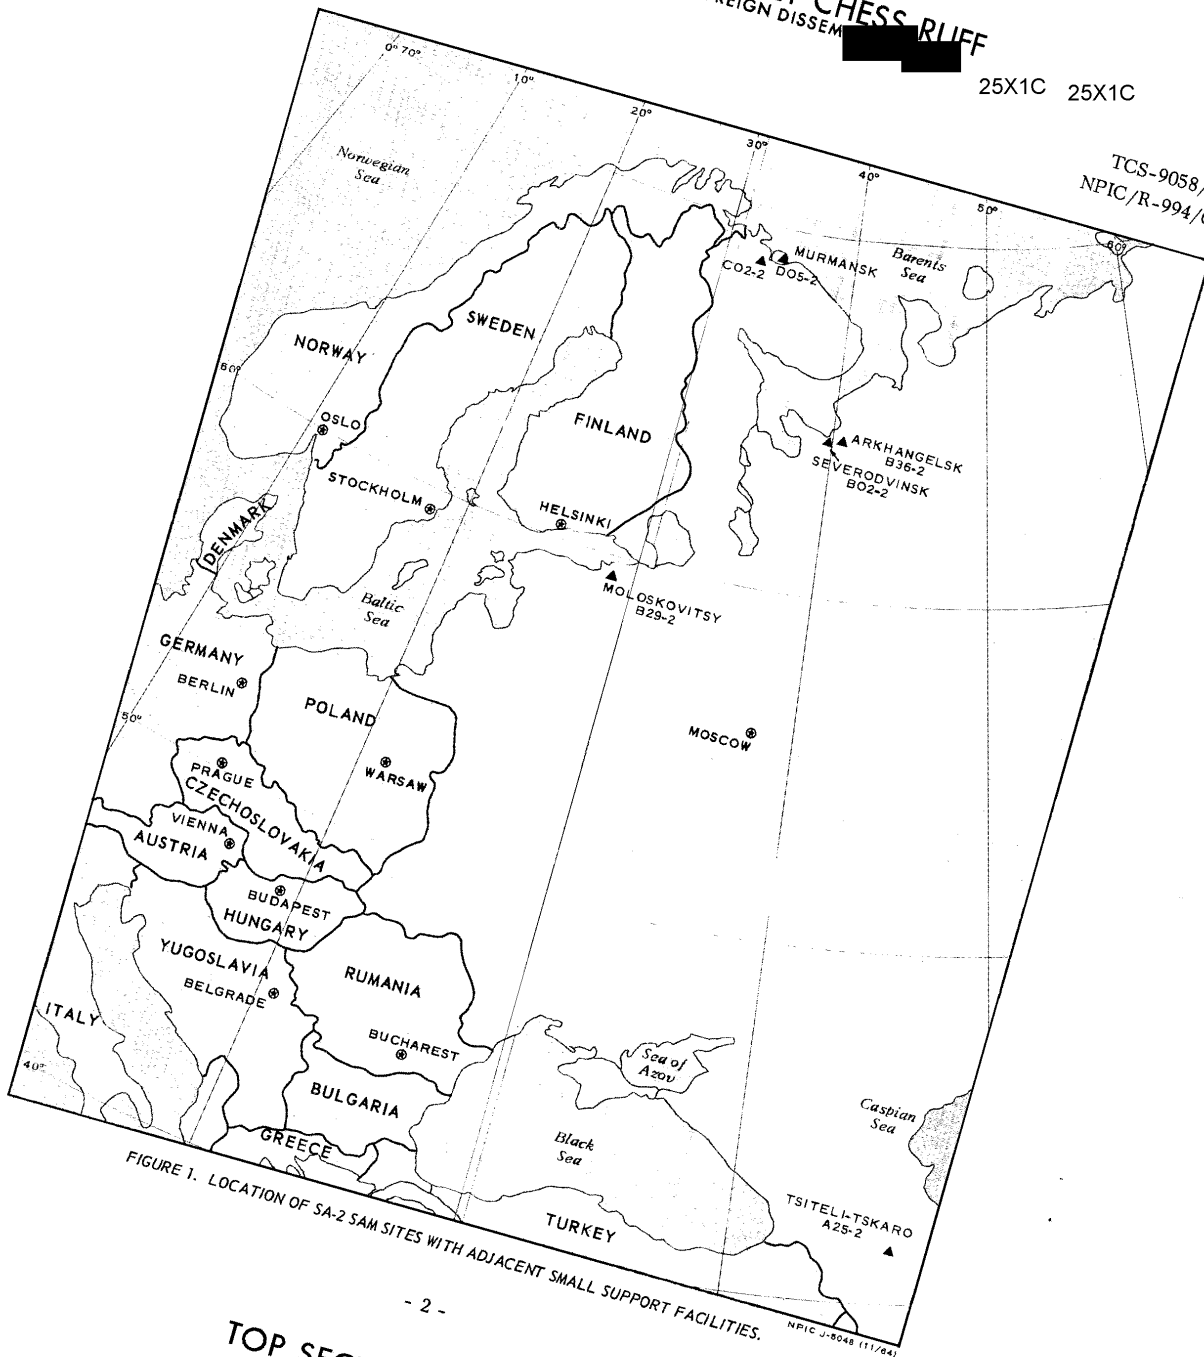 CHESS RUFF
25X1C 25X1C
TCS-9058/
NPIC/R-994/
0° 70°
10°
20°
30°
40°
50°
60°
Norwegian
Sea
Barents
Sea
MURMANSK
CO2-2 DO5-2
SWEDEN
NORWAY
60°
OSLO
FINLAND
ARKHANGELSK
B36-2
SEVERODVINSK
BO2-2
STOCKHOLM
HELSINKI
DENMARK
MOLOSKOVITSY
B29-2
Baltic
Sea
GERMANY
BERLIN
POLAND
50°
MOSCOW
PRAGUE
WARSAW
CZECHOSLOVAKIA
VIENNA
AUSTRIA
BUDAPEST
HUNGARY
YUGOSLAVIA
BELGRADE
RUMANIA
ITALY
BUCHAREST
Sea of
Azov
40°
BULGARIA
Caspian
Sea
GREECE
Black
Sea
TSITELI-TSKARO
A25-2
TURKEY
FIGURE 1. LOCATION OF SA-2 SAM SITES WITH ADJACENT SMALL SUPPORT FACILITIES.
NPIC J-8048 (11/64)
- 2 -
TOP